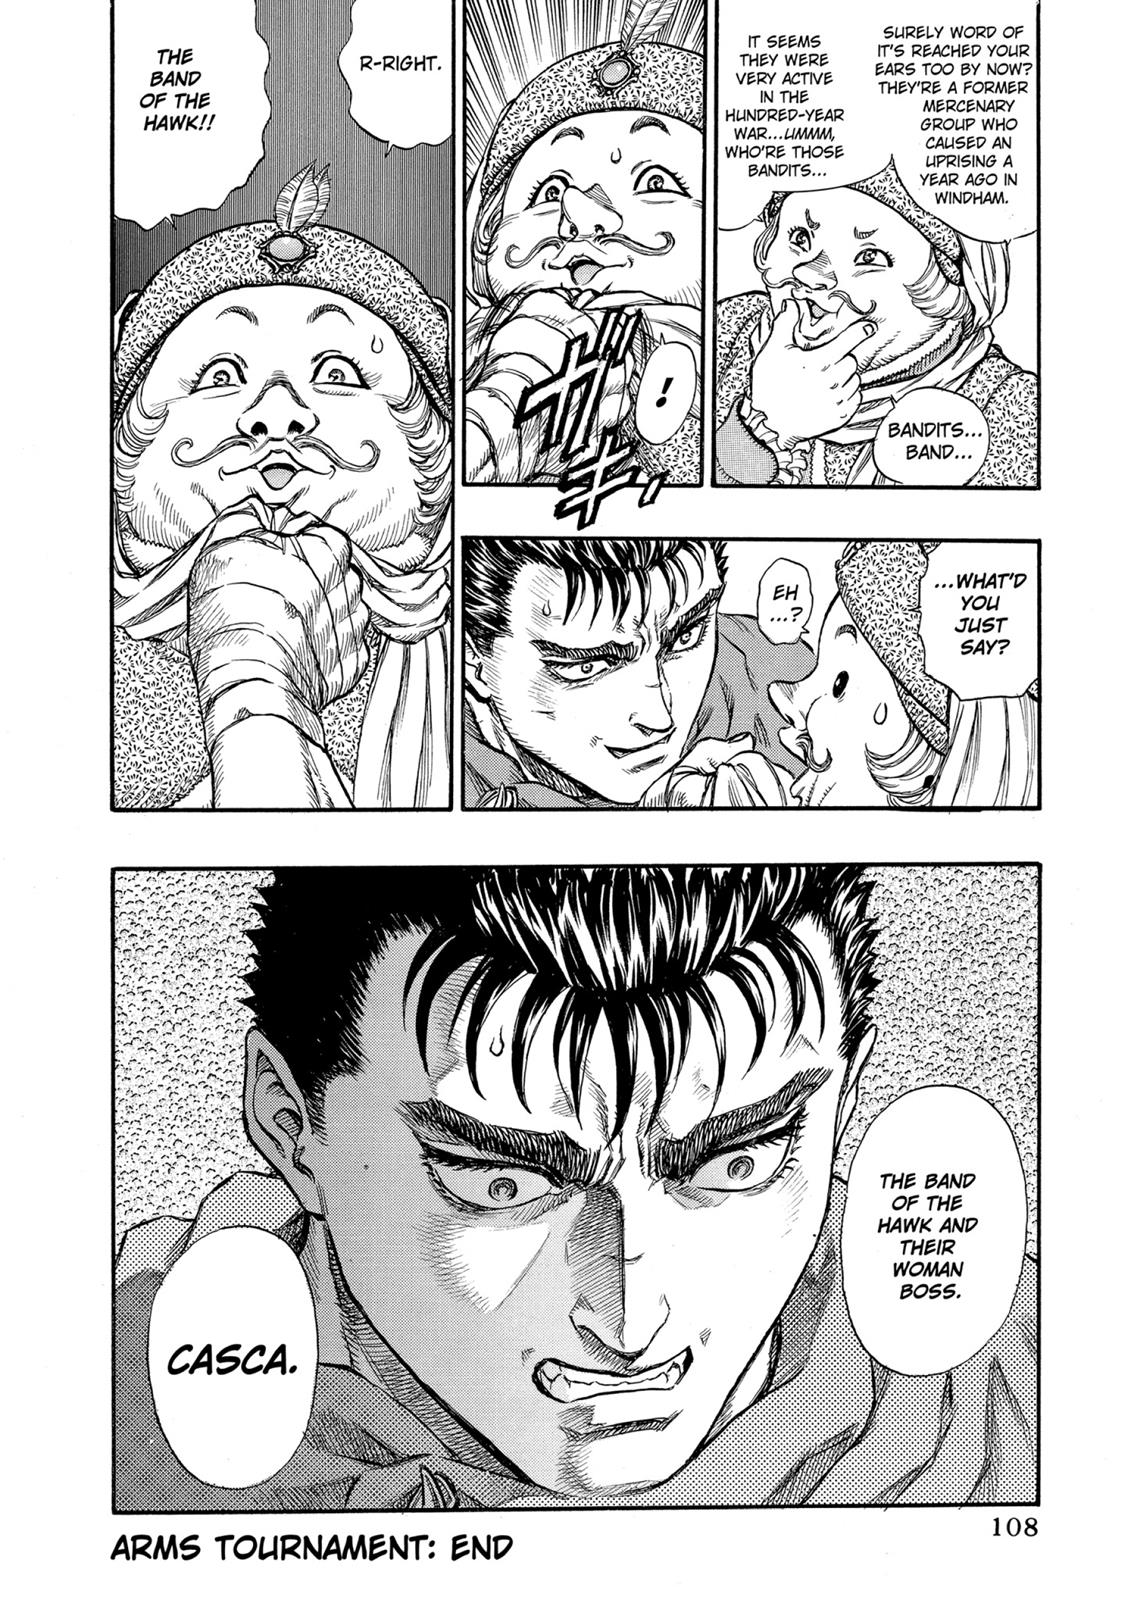 SURELY WORD OF
IT'S REACHED YOUR
EARS TOO BY NOW?
THEY'RE A FORMER
MERCENARY
GROUP WHO
CAUSED AN
UPRISING A
YEAR AGO IN
WINDHAM.
IT SEEMS
THEY WERE
VERY ACTIVE
IN THE
HUNDRED-YEAR
WAR...UMMM,
WHO'RE THOSE
BANDITS...
BANDITS...
BAND...
!
ガキッ
R-RIGHT.
THE
BAND
OF THE
HAWK!!
...WHAT'D
YOU
JUST
SAY?
EH
...?
THE BAND
OF THE
HAWK AND
THEIR
WOMAN
BOSS.
CASCA.
108
ARMS TOURNAMENT: END